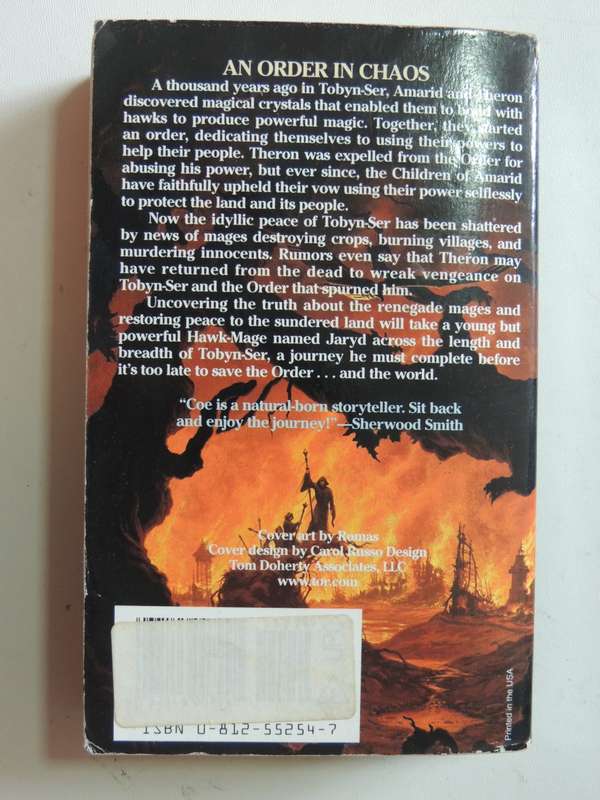 AN ORDER IN CHAOS
A thousand years ago in Tobyn-Ser, Amarid and Theron
discovered magical crystals that enabled them to bond with
hawks to produce powerful magic. Together, they started
an order, dedicating themselves to using their powers to
help their people. Theron was expelled from the Order for
abusing his power, but ever since, the Children of Amarid
have faithfully upheld their vow using their power selflessly
to protect the land and its people.
Now the idyllic peace of Tobyn-Ser has been shattered
by news of mages destroying crops, burning villages, and
murdering innocents. Rumors even say that Theron may
have returned from the dead to wreak vengeance on
Tobyn-Ser and the Order that spurned him.
Uncovering the truth about the renegade mages and
restoring peace to the sundered land will take a young but
powerful Hawk-Mage named Jaryd across the length and
breadth of Tobyn-Ser, a journey he must complete before
it's too late to save the Order . . . and the world.
“Coe is a natural-born storyteller. Sit back
and enjoy the journey!”—Sherwood Smith
Cover art by Romas
Cover design by Carol Russo Design
Tom Doherty Associates, LLC
www.tor.com
ISBN 0-812-55254-7
Printed in the USA